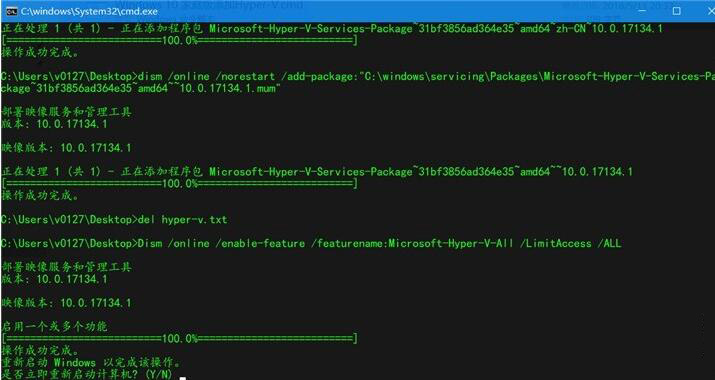 C:\windows\System32\cmd.exe
正在处理 1 (共 1) - 正在添加程序包 Microsoft-Hyper-V-Services-Package~31bf3856ad364e35~amd64~zh-CN~10.0.17134.1
[==========================100.0%==========================]
操作成功完成。
C:\Users\v0127\Desktop>dism /online /norestart /add-package:"C:\windows\servicing\Packages\Microsoft-Hyper-V-Services-Pa
ckage~31bf3856ad364e35~amd64~~10.0.17134.1.mum"
部署映像服务和管理工具
版本: 10.0.17134.1
映像版本: 10.0.17134.1
正在处理 1 (共 1) - 正在添加程序包 Microsoft-Hyper-V-Services-Package~31bf3856ad364e35~amd64~~10.0.17134.1
[==========================100.0%==========================]
操作成功完成。
C:\Users\v0127\Desktop>del hyper-v.txt
C:\Users\v0127\Desktop>Dism /online /enable-feature /featurename:Microsoft-Hyper-V-All /LimitAccess /ALL
部署映像服务和管理工具
版本: 10.0.17134.1
映像版本: 10.0.17134.1
启用一个或多个功能
[==========================100.0%==========================]
操作成功完成。
重新启动 Windows 以完成该操作。
是否立即重新启动计算机? (Y/N)